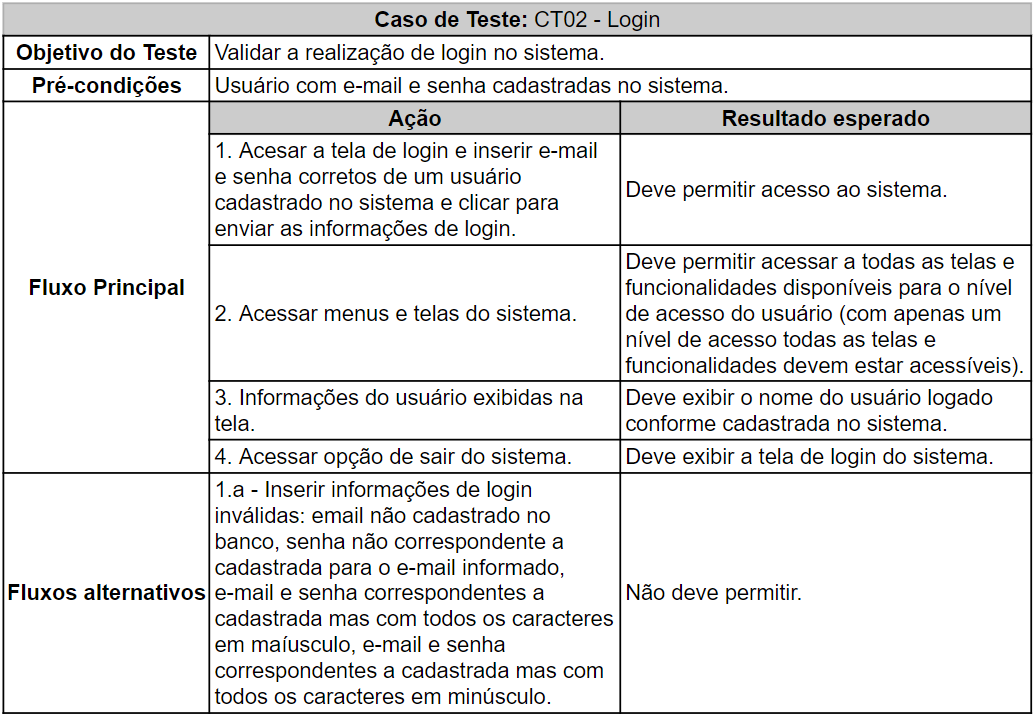 Caso de Teste: CT02 - Login
Objetivo do Teste
Validar a realização de login no sistema.
Pré-condições
Usuário com e-mail e senha cadastradas no sistema.
Fluxo Principal
Ação
Resultado esperado
1. Acesar a tela de login e inserir e-mail
e senha corretos de um usuário
cadastrado no sistema e clicar para
enviar as informações de login.
Deve permitir acesso ao sistema.
2. Acessar menus e telas do sistema.
Deve permitir acessar a todas as telas e
funcionalidades disponíveis para o nível
de acesso do usuário (com apenas um
nível de acesso todas as telas e
funcionalidades devem estar acessíveis).
3. Informações do usuário exibidas na
tela.
Deve exibir o nome do usuário logado
conforme cadastrada no sistema.
4. Acessar opção de sair do sistema.
Deve exibir a tela de login do sistema.
Fluxos alternativos
1.a - Inserir informações de login
inválidas: email não cadastrado no
banco, senha não correspondente a
cadastrada para o e-mail informado,
e-mail e senha correspondentes a
cadastrada mas com todos os caracteres
em maíusculo, e-mail e senha
correspondentes a cadastrada mas com
todos os caracteres em minúsculo.
Não deve permitir.